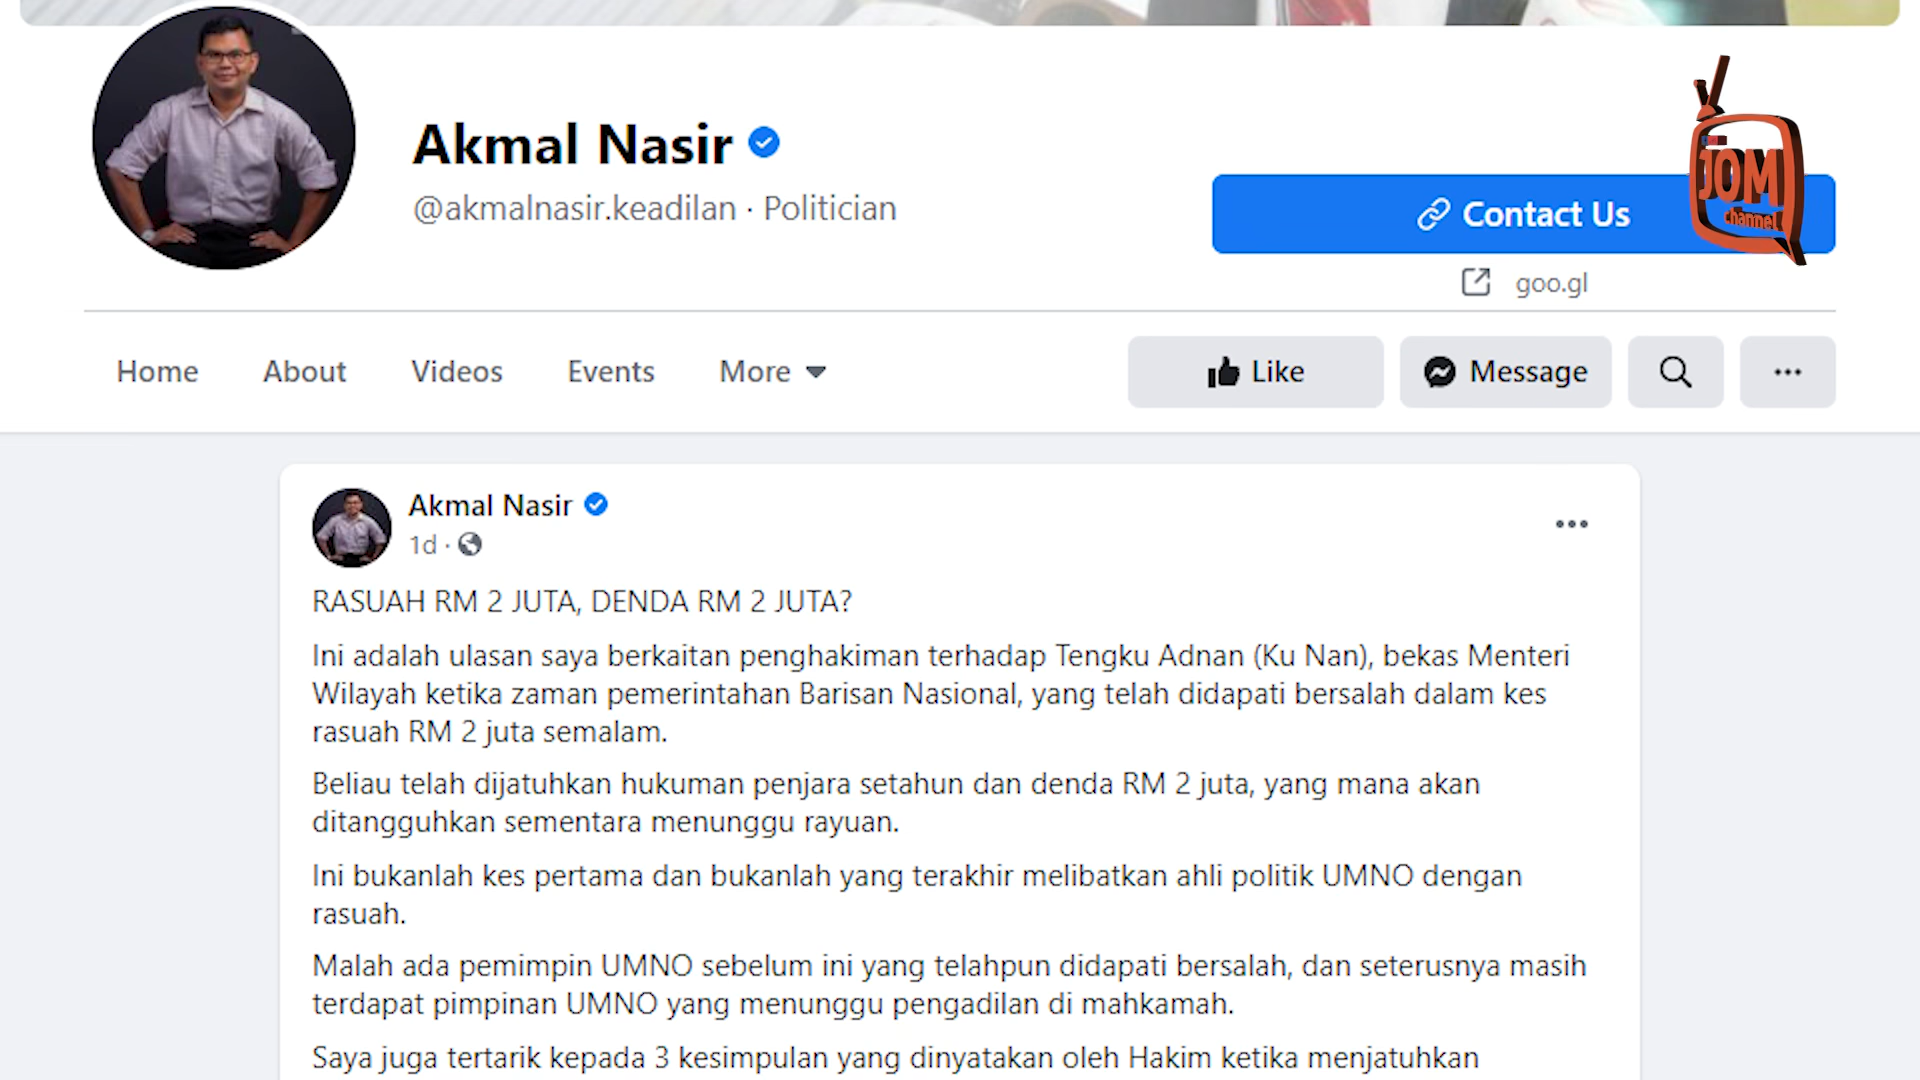 Akmal Nasir
@akmalnasir.keadilan · Politician
JOM
channel
Contact Us
goo.gl
Home
About
Videos
Events
More
Like
Message
Akmal Nasir
1d ·
RASUAH RM 2 JUTA, DENDA RM 2 JUTA?
Ini adalah ulasan saya berkaitan penghakiman terhadap Tengku Adnan (Ku Nan), bekas Menteri
Wilayah ketika zaman pemerintahan Barisan Nasional, yang telah didapati bersalah dalam kes
rasuah RM 2 juta semalam.
Beliau telah dijatuhkan hukuman penjara setahun dan denda RM 2 juta, yang mana akan
ditangguhkan sementara menunggu rayuan.
Ini bukanlah kes pertama dan bukanlah yang terakhir melibatkan ahli politik UMNO dengan
rasuah.
Malah ada pemimpin UMNO sebelum ini yang telahpun didapati bersalah, dan seterusnya masih
terdapat pimpinan UMNO yang menunggu pengadilan di mahkamah.
Saya juga tertarik kepada 3 kesimpulan yang dinyatakan oleh Hakim ketika menjatuhkan